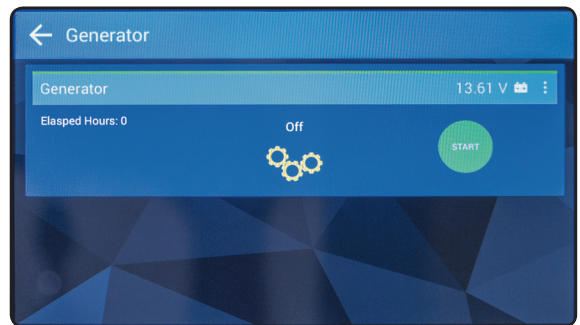 Generator
Generator 13.61 V
Elasped Hours: 0
Off
START